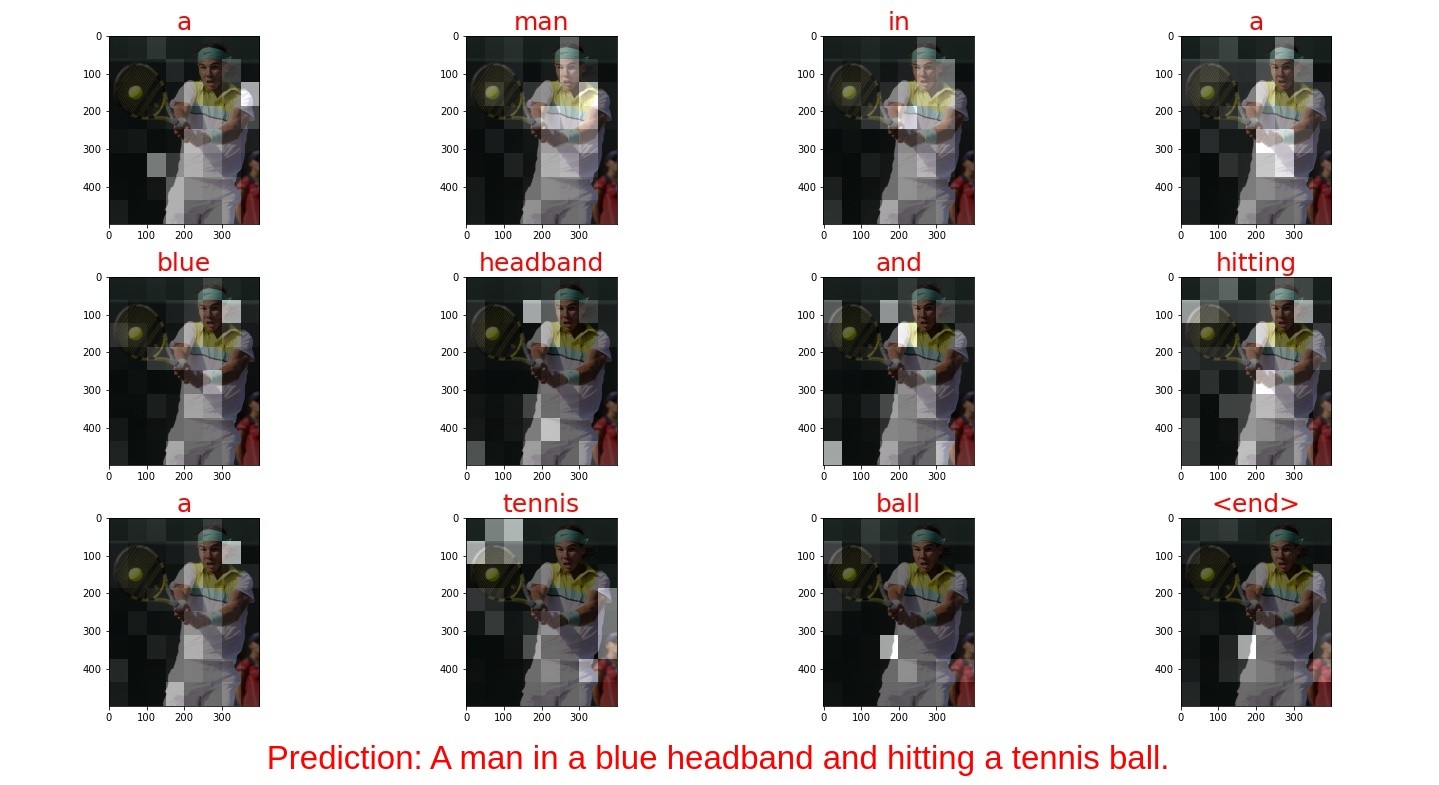 a man in a
0 0 0 0
100 100 100 100
200 200 200 200
300 300 300 300
400 400 400 400
0 100 200 300 0 100 200 300 0 100 200 300 0 100 200 300
blue headband and hitting
0 0 0 0
100 100 100 100
200 200 200 200
300 300 300 300
400 400 400 400
0 100 200 300 0 100 200 300 0 100 200 300 0 100 200 300
a tennis ball <end>
0 0 0 0
100 100 100 100
200 200 200 200
300 300 300 300
400 400 400 400
0 100 200 300 0 100 200 300 0 100 200 300 0 100 200 300
Prediction: A man in a blue headband and hitting a tennis ball.